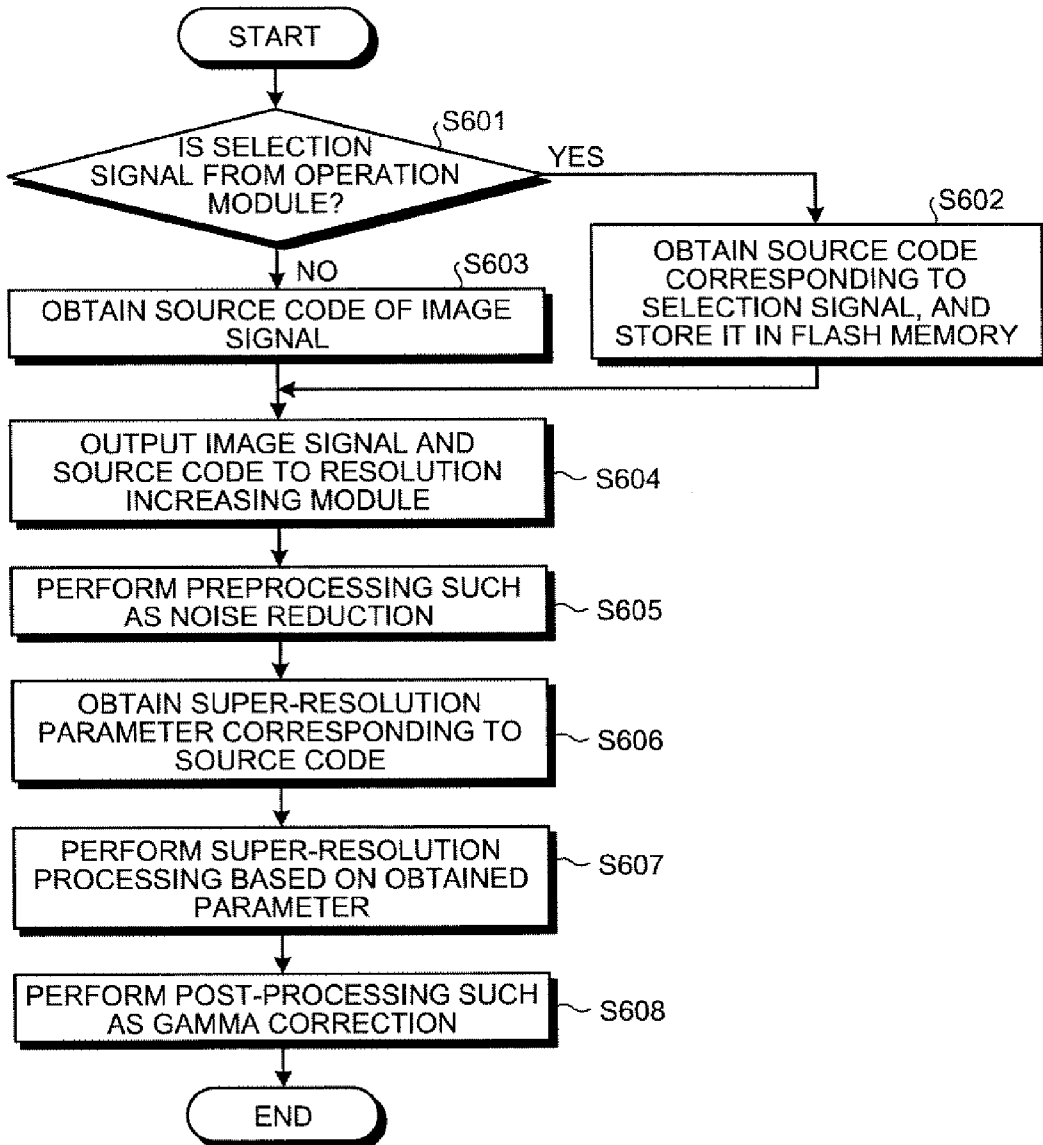 START
S601
IS SELECTION
SIGNAL FROM OPERATION
MODULE?
YES
S602
OBTAIN SOURCE CODE
CORRESPONDING TO
SELECTION SIGNAL, AND
STORE IT IN FLASH MEMORY
NO
S603
OBTAIN SOURCE CODE OF IMAGE
SIGNAL
OUTPUT IMAGE SIGNAL AND
SOURCE CODE TO RESOLUTION
INCREASING MODULE
S604
PERFORM PREPROCESSING SUCH
AS NOISE REDUCTION
S605
OBTAIN SUPER-RESOLUTION
PARAMETER CORRESPONDING TO
SOURCE CODE
S606
PERFORM SUPER-RESOLUTION
PROCESSING BASED ON OBTAINED
PARAMETER
S607
PERFORM POST-PROCESSING SUCH
AS GAMMA CORRECTION
S608
END